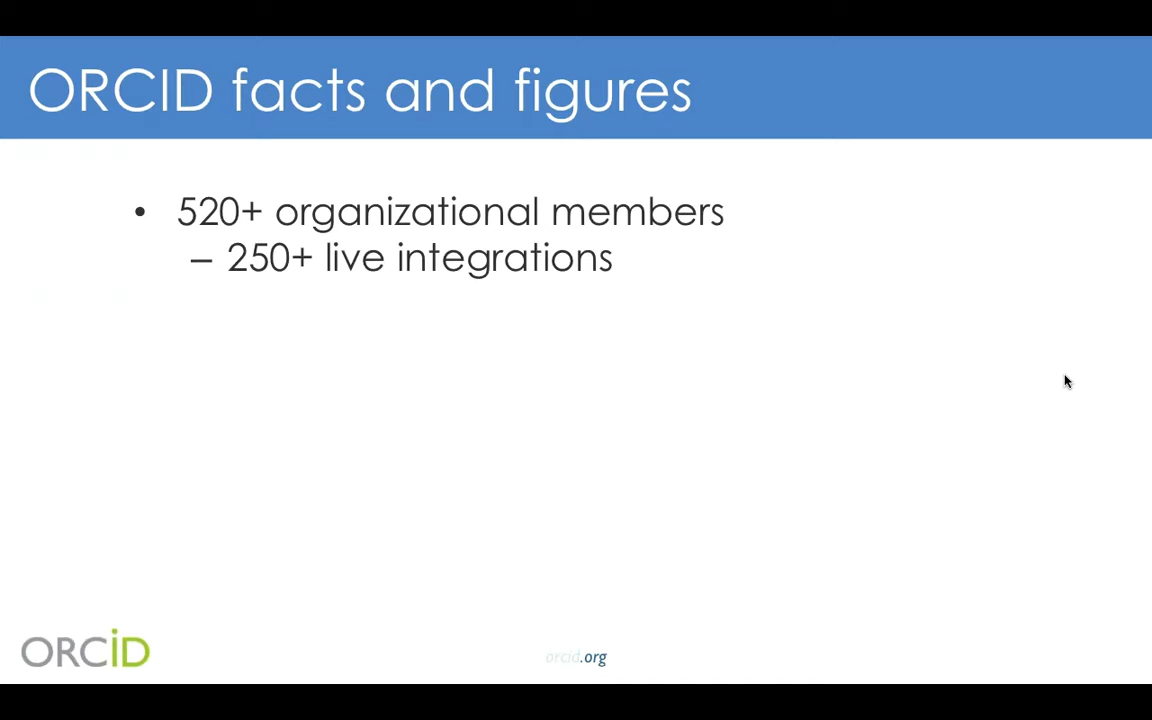 ORCID facts and figures
• 520+ organizational members
– 250+ live integrations
ORCiD
orcid.org